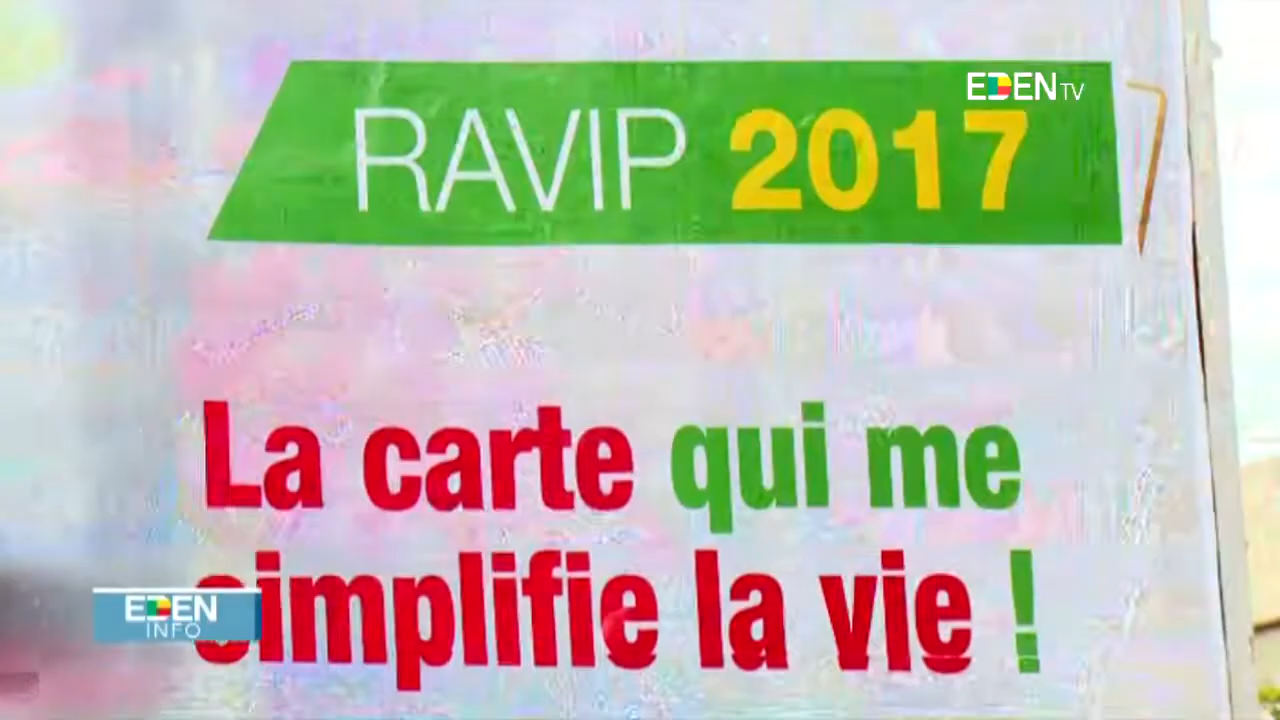 EDEN TV
RAVIP 2017
La carte qui me
simplifie la vie !
EDEN
INFO